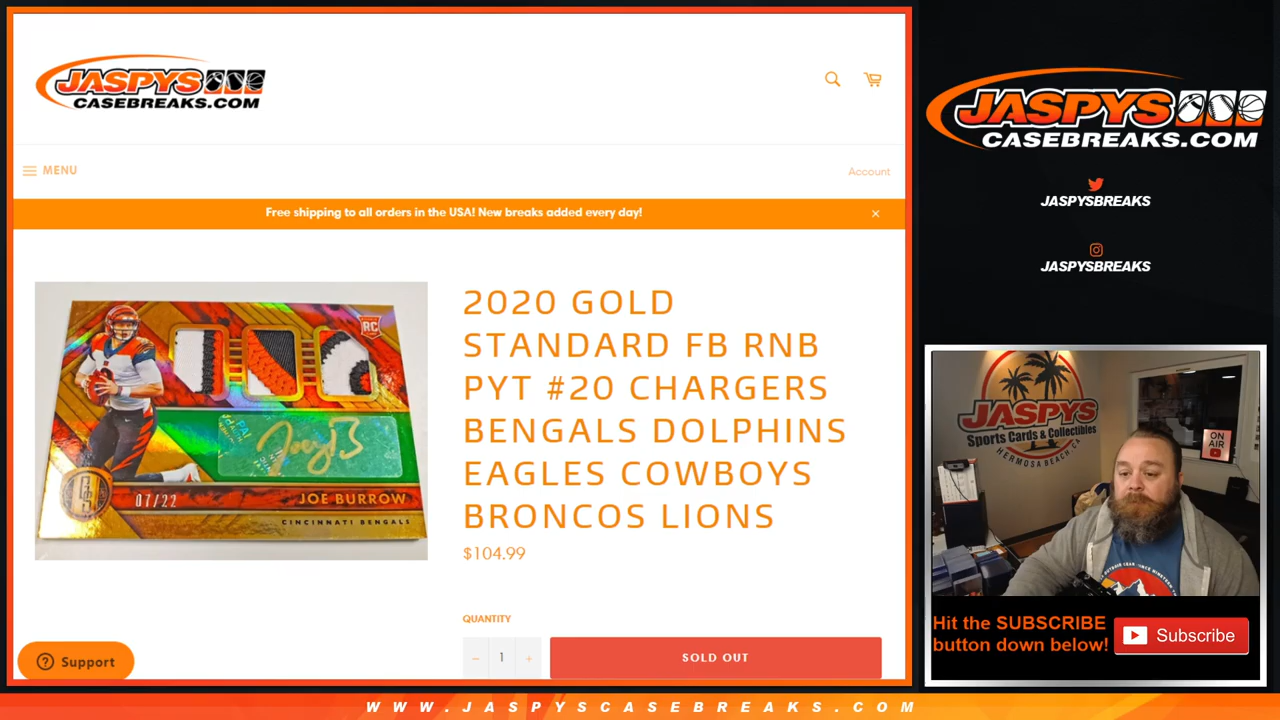 JASPYS
CASEBREAKS.COM
MENU
Account
Free shipping to all orders in the USA! New breaks added every day!
RC
07/22
JOE BURROW
CINCINNATI BENGALS
2020 GOLD
STANDARD FB RNB
PYT #20 CHARGERS
BENGALS DOLPHINS
EAGLES COWBOYS
BRONCOS LIONS
$104.99
QUANTITY
− 1 +
SOLD OUT
Support
JASPYS
CASEBREAKS.COM
JASPYSBREAKS
JASPYSBREAKS
JASPYS
Sports Cards & Collectibles
HERMOSA BEACH, CA
ON
AIR
Hit the SUBSCRIBE
button down below!
Subscribe
WWW.JASPYSCASEBREAKS.COM